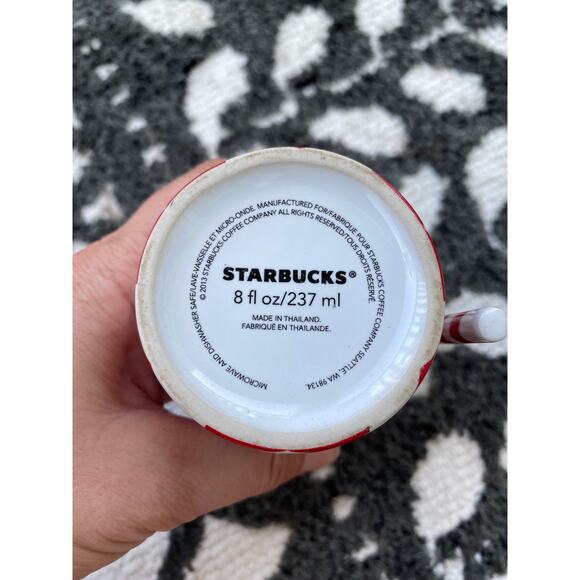 MICROWAVE AND DISHWASHER SAFE/LAVE-VAISSELLE ET MICRO-ONDE. MANUFACTURED FOR/FABRIQUÉ POUR STARBUCKS COFFEE COMPANY SEATTLE, WA 98134.
© 2013 STARBUCKS COFFEE COMPANY ALL RIGHTS RESERVED/TOUS DROITS RÉSERVÉ.
STARBUCKS®
8 fl oz/237 ml
MADE IN THAILAND.
FABRIQUÉ EN THAILANDE.